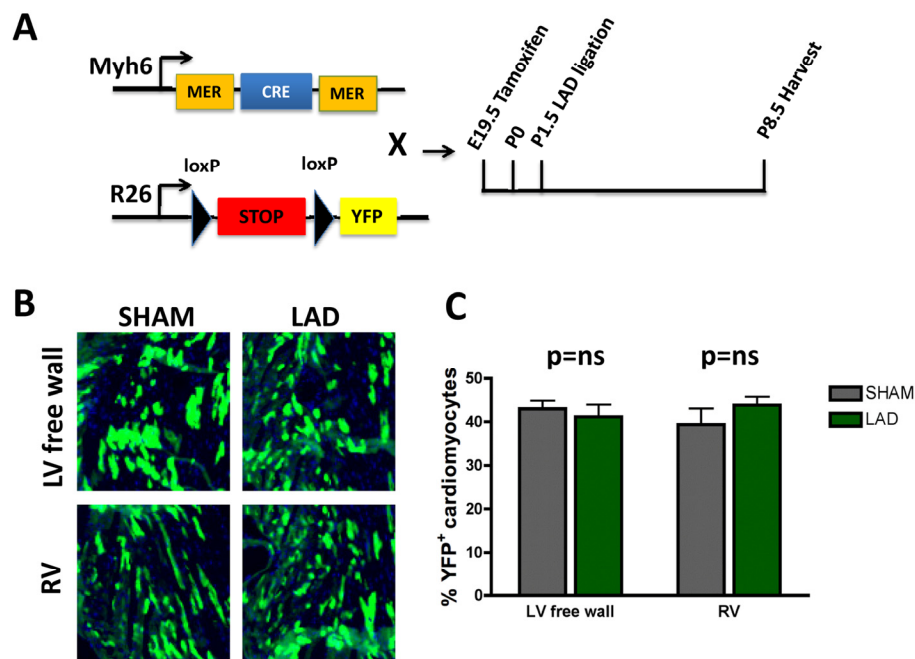 A
Myh6
MER CRE MER
X
R26
loxP loxP
STOP YFP
E19.5 Tamoxifen
P0
P1.5 LAD ligation
P8.5 Harvest
B
SHAM LAD
LV free wall
RV
C
p=ns p=ns
% YFP⁺ cardiomyocytes
50
40
30
20
10
0
LV free wall RV
SHAM
LAD